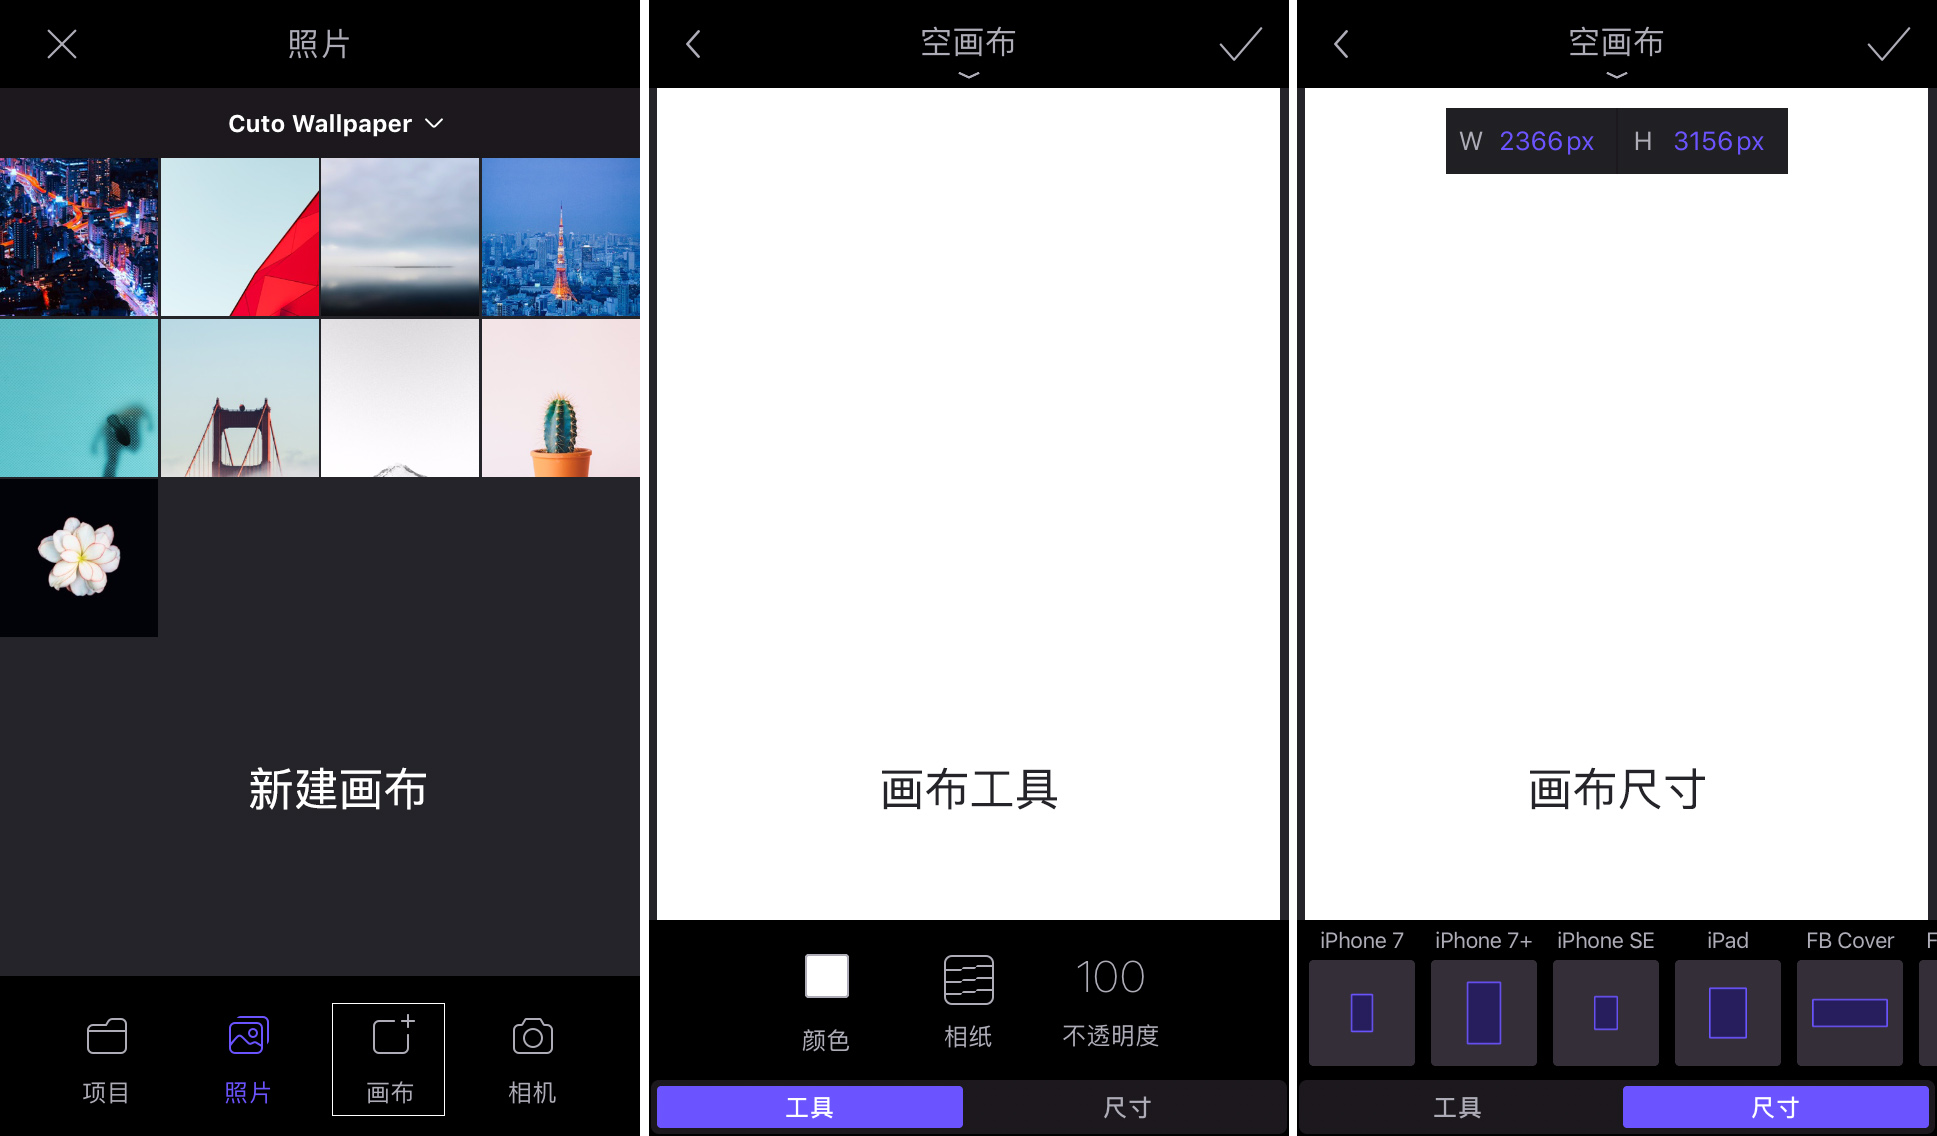 照片
Cuto Wallpaper
新建画布
项目 照片 画布 相机
空画布
画布工具
100
颜色 相纸 不透明度
工具 尺寸
空画布
W 2366px H 3156px
画布尺寸
iPhone 7 iPhone 7+ iPhone SE iPad FB Cover F
工具 尺寸